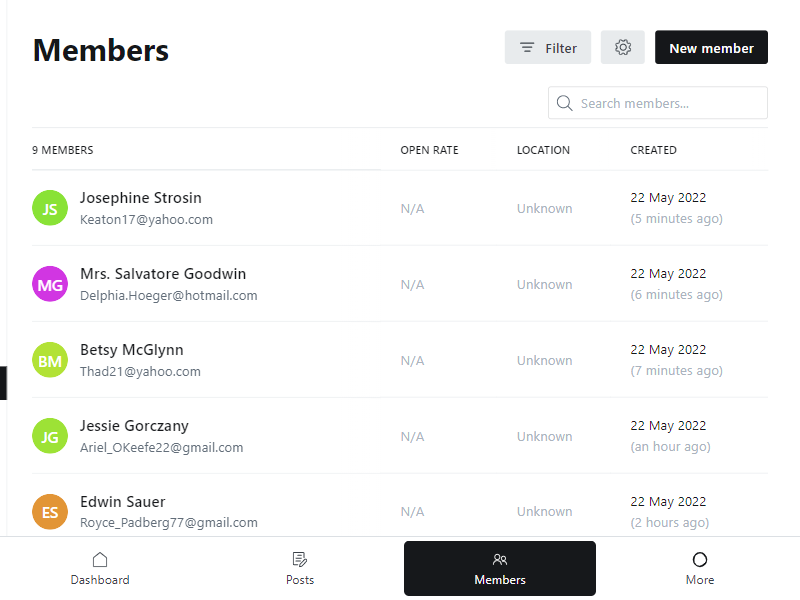 Members
Filter
New member
Search members...
9 MEMBERS OPEN RATE LOCATION CREATED
JS Josephine Strosin N/A Unknown 22 May 2022
Keaton17@yahoo.com (5 minutes ago)
MG Mrs. Salvatore Goodwin N/A Unknown 22 May 2022
Delphia.Hoeger@hotmail.com (6 minutes ago)
BM Betsy McGlynn N/A Unknown 22 May 2022
Thad21@yahoo.com (7 minutes ago)
JG Jessie Gorczany N/A Unknown 22 May 2022
Ariel_OKeefe22@gmail.com (an hour ago)
ES Edwin Sauer N/A Unknown 22 May 2022
Royce_Padberg77@gmail.com (2 hours ago)
Dashboard Posts Members More